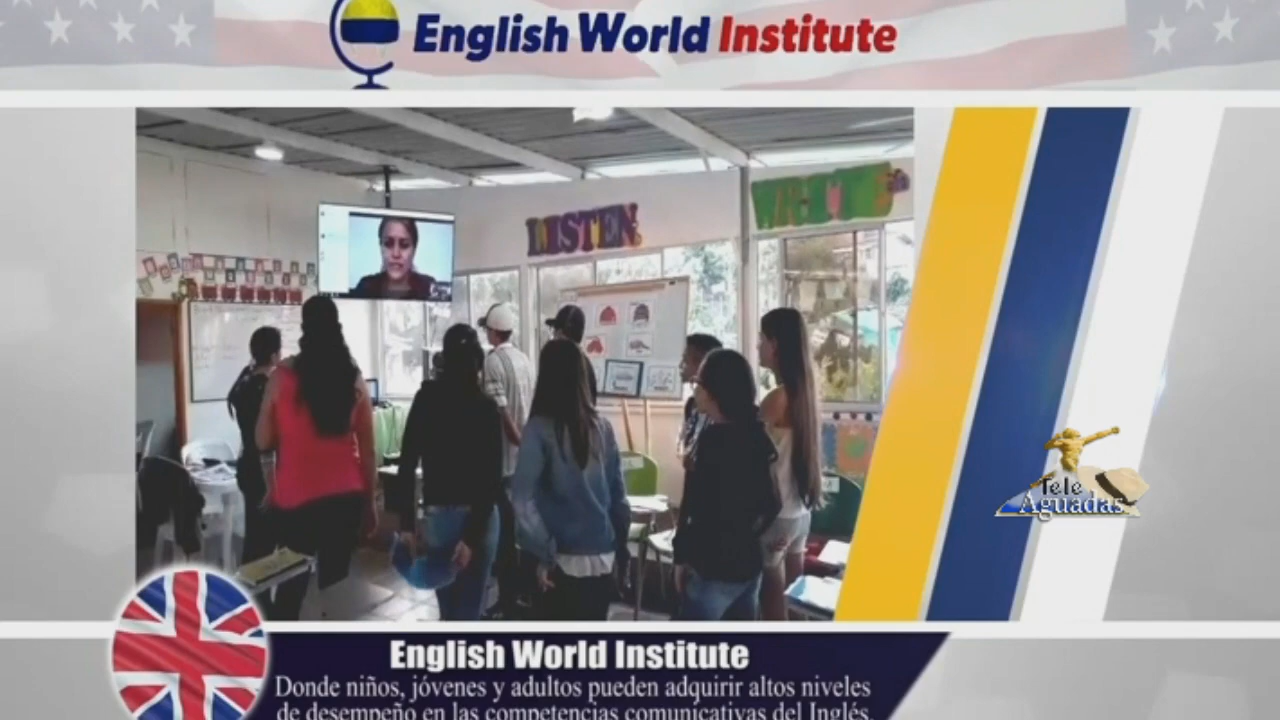 English World Institute
LISTEN
WRITE
Tele
Aguadas
English World Institute
Donde niños, jóvenes y adultos pueden adquirir altos niveles
de desempeño en las competencias comunicativas del Inglés.